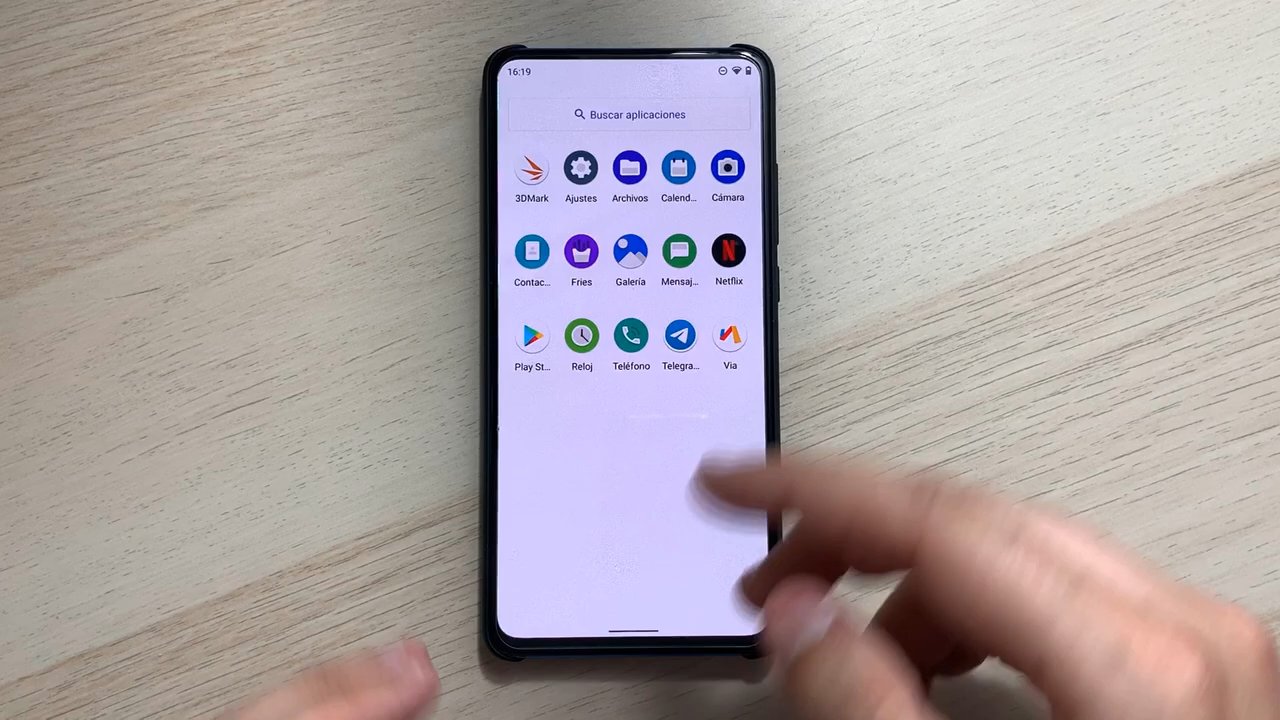 16:19
Buscar aplicaciones
3DMark Ajustes Archivos Calend... Cámara
Contac... Fries Galería Mensaj... Netflix
Play St... Reloj Teléfono Telegra... Via